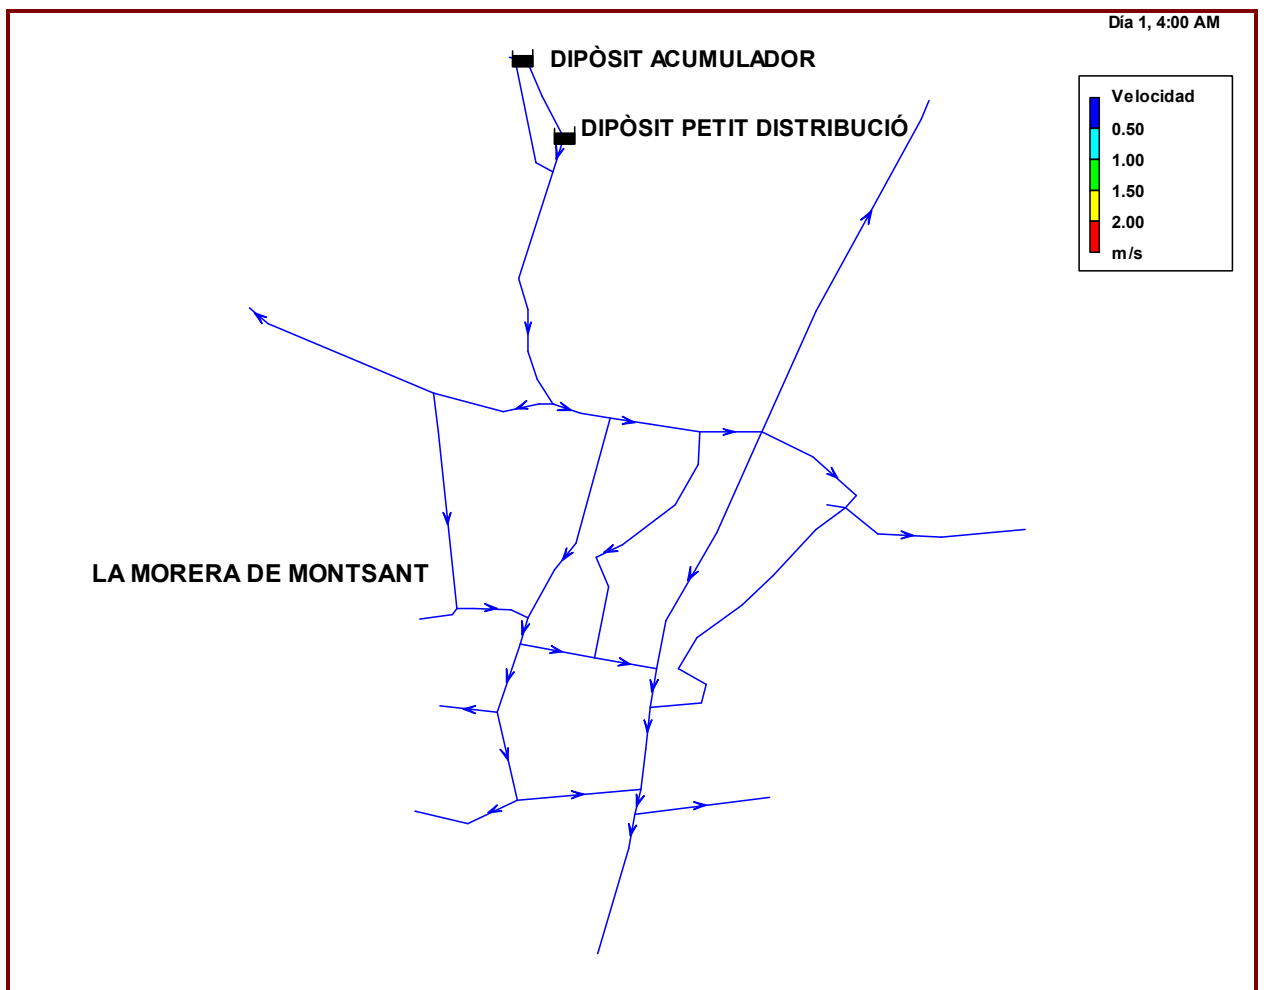 Día 1, 4:00 AM
DIPÒSIT ACUMULADOR
Velocidad
DIPÒSIT PETIT DISTRIBUCIÓ
0.50
1.00
1.50
2.00
m/s
LA MORERA DE MONTSANT